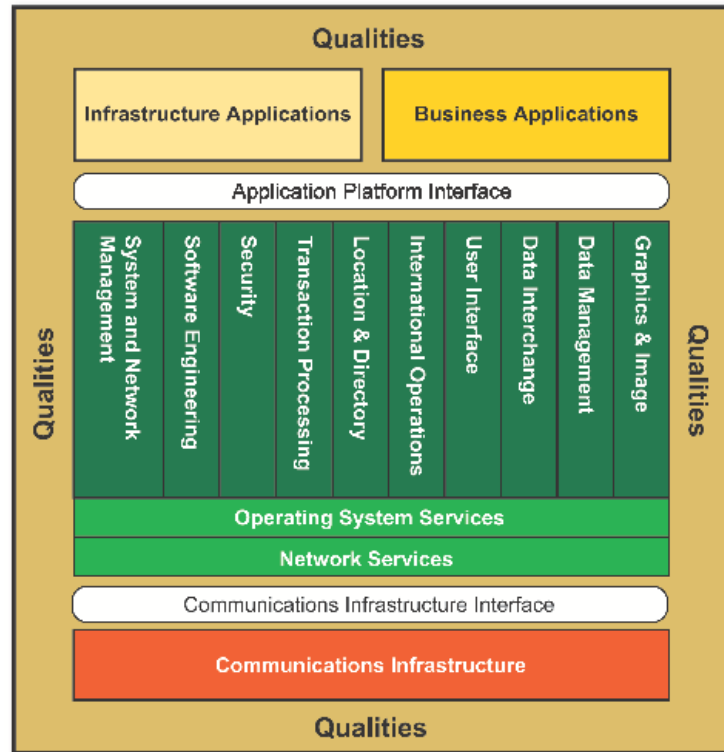 Qualities
Infrastructure Applications
Business Applications
Application Platform Interface
Qualities
System and Network
Management
Software Engineering
Security
Transaction Processing
Location & Directory
International Operations
User Interface
Data Interchange
Data Management
Graphics & Image
Qualities
Operating System Services
Network Services
Communications Infrastructure Interface
Communications Infrastructure
Qualities